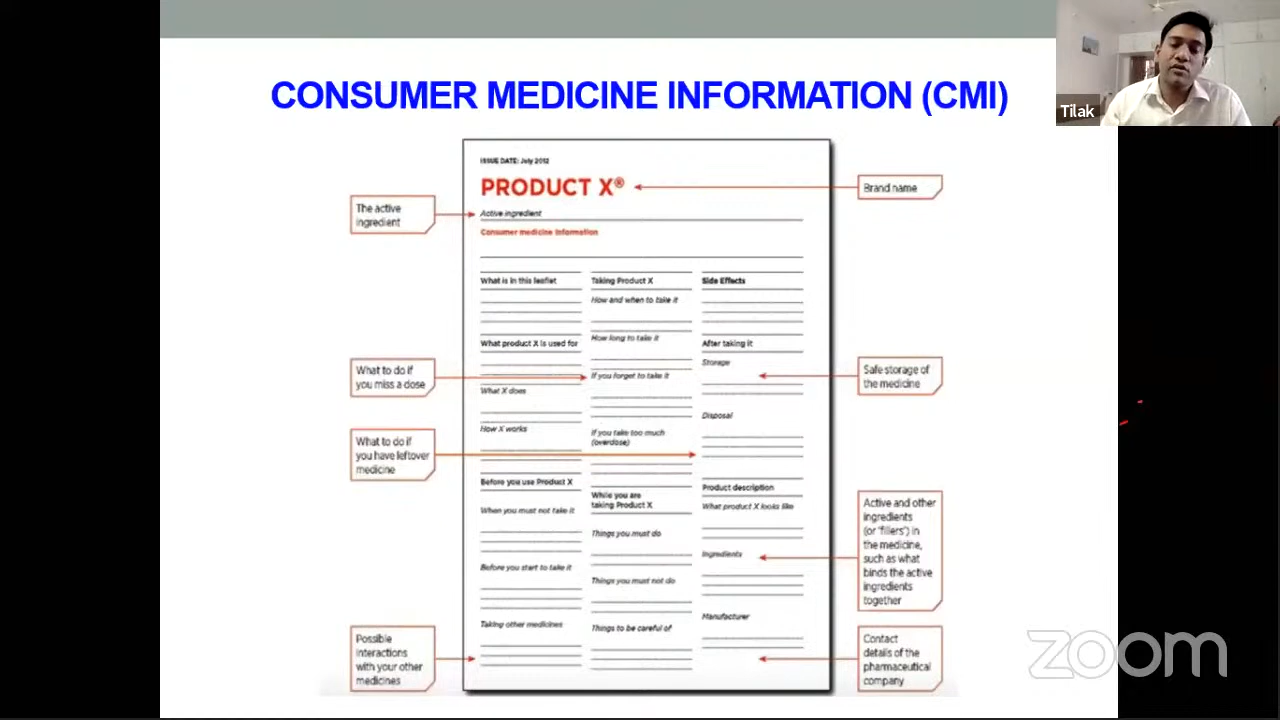 CONSUMER MEDICINE INFORMATION (CMI)
Tilak
ISSUE DATE: July 2012
PRODUCT X®
Active ingredient
Consumer medicine information
What is in this leaflet
What product X is used for
What X does
How X works
Before you use Product X
When you must not take it
Before you start to take it
Taking other medicines
Taking Product X
How and when to take it
How long to take it
If you forget to take it
If you take too much
(overdose)
While you are
taking Product X
Things you must do
Things you must not do
Things to be careful of
Side Effects
After taking it
Storage
Disposal
Product description
What product X looks like
Ingredients
Manufacturer
The active
ingredient
What to do if
you miss a dose
What to do if
you have leftover
medicine
Possible
interactions
with your other
medicines
Brand name
Safe storage of
the medicine
Active and other
ingredients
(or 'fillers') in
the medicine,
such as what
binds the active
ingredients
together
Contact
details of the
pharmaceutical
company
zoom